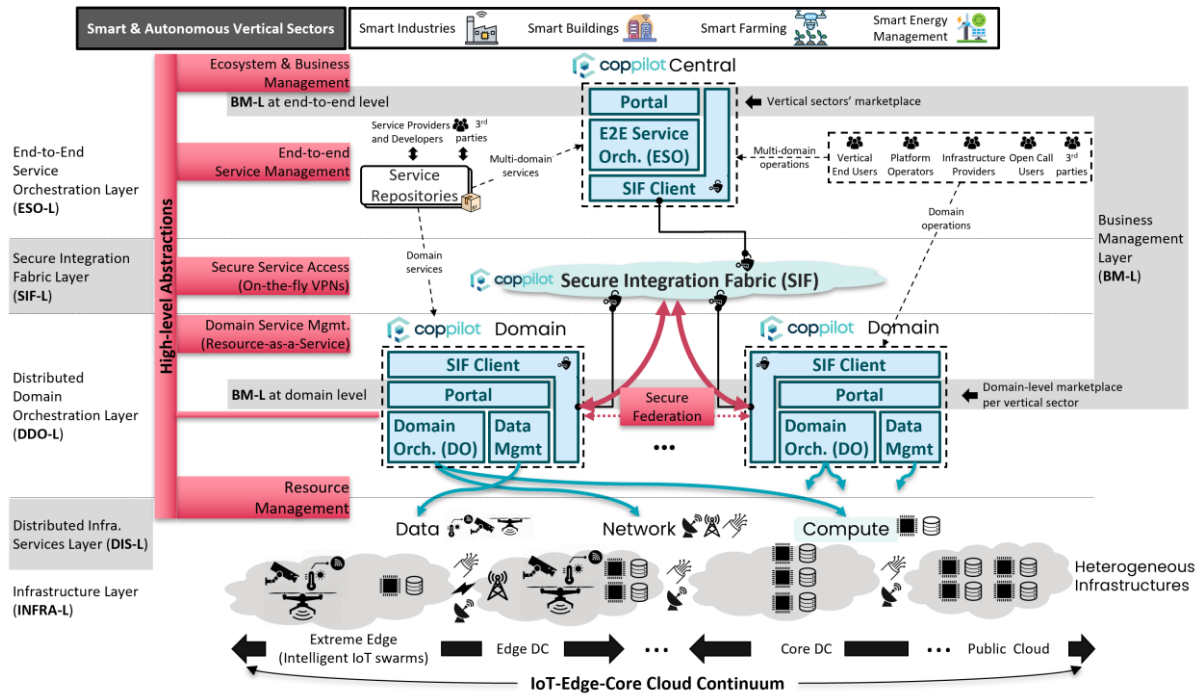 Smart & Autonomous Vertical Sectors
Smart Industries
Smart Buildings
Smart Farming
Smart Energy
Management
Ecosystem & Business
Management
coppilot Central
BM-L at end-to-end level
Portal
Vertical sectors' marketplace
Service Providers
and Developers
3rd
parties
E2E Service
Orch. (ESO)
Multi-domain
services
Multi-domain
operations
Vertical
End Users
Platform
Operators
Infrastructure
Providers
Open Call
Users
3rd
parties
End-to-End
Service
Orchestration Layer
(ESO-L)
End-to-end
Service Management
Service
Repositories
SIF Client
Domain
operations
Business
Management
Layer
(BM-L)
High-level Abstractions
Secure Integration
Fabric Layer
(SIF-L)
Secure Service Access
(On-the-fly VPNs)
Domain
services
coppilot Secure Integration Fabric (SIF)
Domain Service Mgmt.
(Resource-as-a-Service)
coppilot Domain
coppilot Domain
SIF Client
SIF Client
Distributed
Domain
Orchestration Layer
(DDO-L)
BM-L at domain level
Portal
Secure
Federation
Portal
Domain-level marketplace
per vertical sector
Domain
Orch. (DO)
Data
Mgmt
...
Domain
Orch. (DO)
Data
Mgmt
Resource
Management
Distributed Infra.
Services Layer (DIS-L)
Data
Network
Compute
Infrastructure Layer
(INFRA-L)
Heterogeneous
Infrastructures
Extreme Edge
(Intelligent IoT swarms)
Edge DC
...
Core DC
...
Public Cloud
IoT-Edge-Core Cloud Continuum